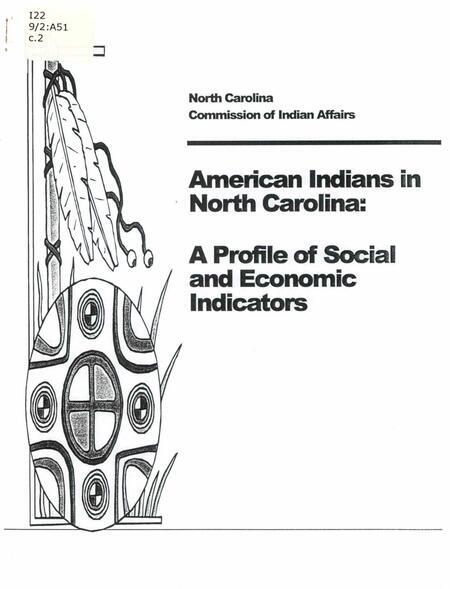 I22
9/2:A51
c.2
North Carolina
Commission of Indian Affairs
American Indians in
North Carolina:
A Profile of Social
and Economic
Indicators